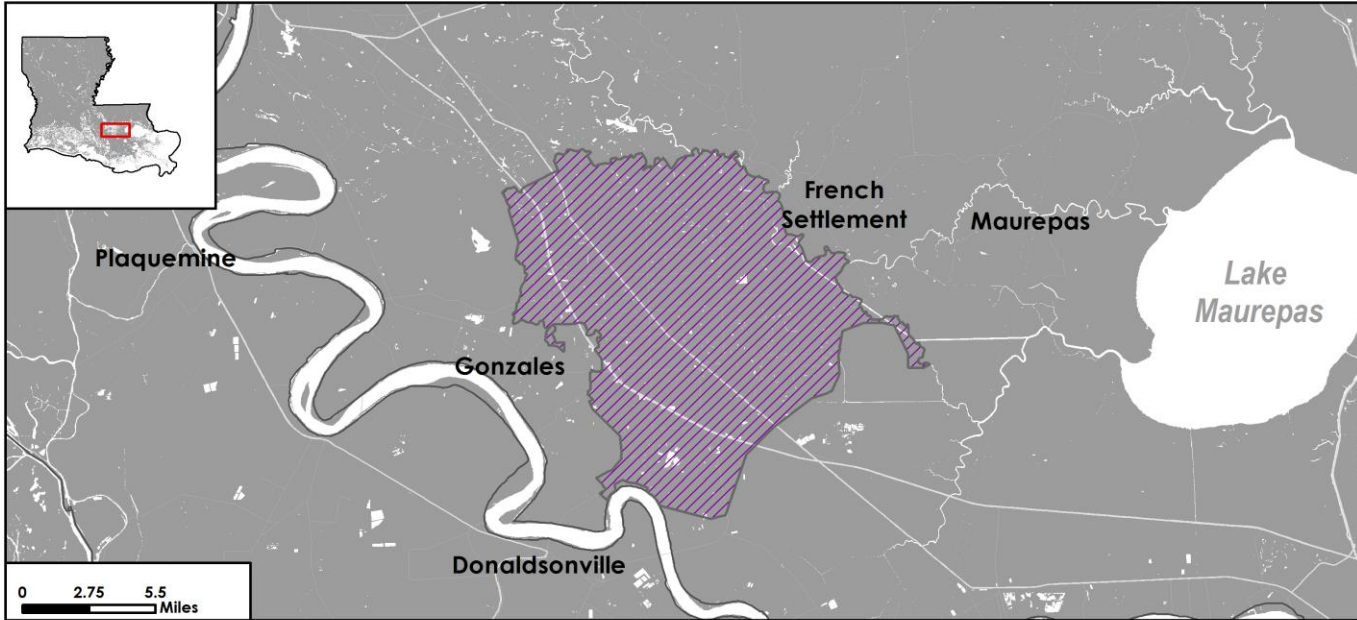 French
Settlement
Maurepas
Plaquemine
Lake
Maurepas
Gonzales
Donaldsonville
0 2.75 5.5
Miles